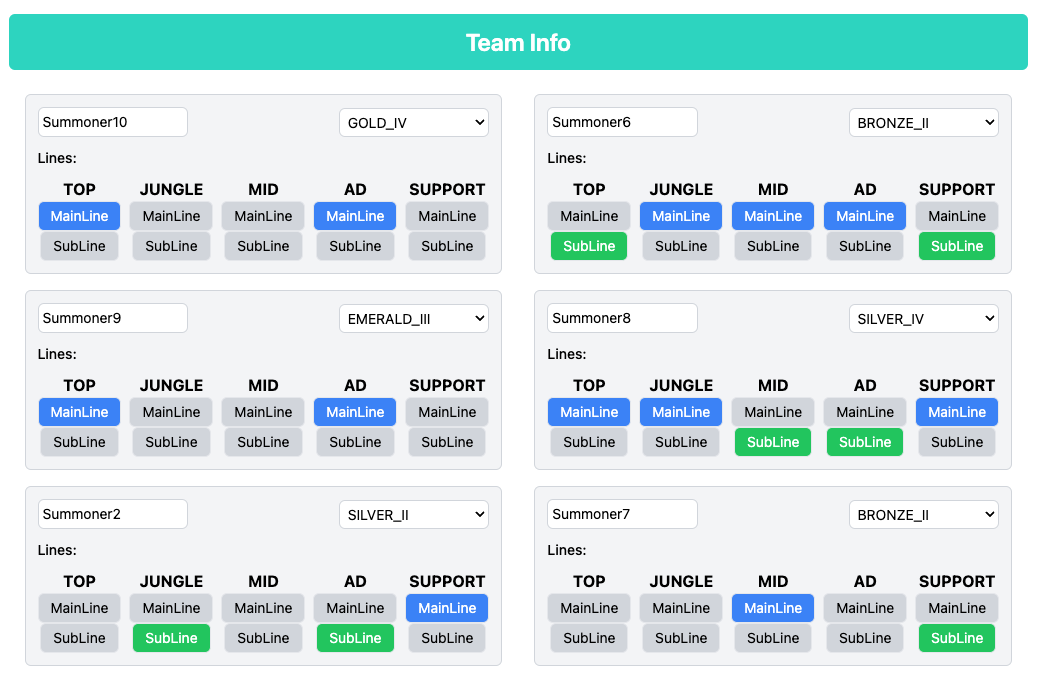 Team Info
Summoner10 GOLD_IV
Lines:
TOP JUNGLE MID AD SUPPORT
MainLine MainLine MainLine MainLine MainLine
SubLine SubLine SubLine SubLine SubLine
Summoner6 BRONZE_II
Lines:
TOP JUNGLE MID AD SUPPORT
MainLine MainLine MainLine MainLine MainLine
SubLine SubLine SubLine SubLine SubLine
Summoner9 EMERALD_III
Lines:
TOP JUNGLE MID AD SUPPORT
MainLine MainLine MainLine MainLine MainLine
SubLine SubLine SubLine SubLine SubLine
Summoner8 SILVER_IV
Lines:
TOP JUNGLE MID AD SUPPORT
MainLine MainLine MainLine MainLine MainLine
SubLine SubLine SubLine SubLine SubLine
Summoner2 SILVER_II
Lines:
TOP JUNGLE MID AD SUPPORT
MainLine MainLine MainLine MainLine MainLine
SubLine SubLine SubLine SubLine SubLine
Summoner7 BRONZE_II
Lines:
TOP JUNGLE MID AD SUPPORT
MainLine MainLine MainLine MainLine MainLine
SubLine SubLine SubLine SubLine SubLine